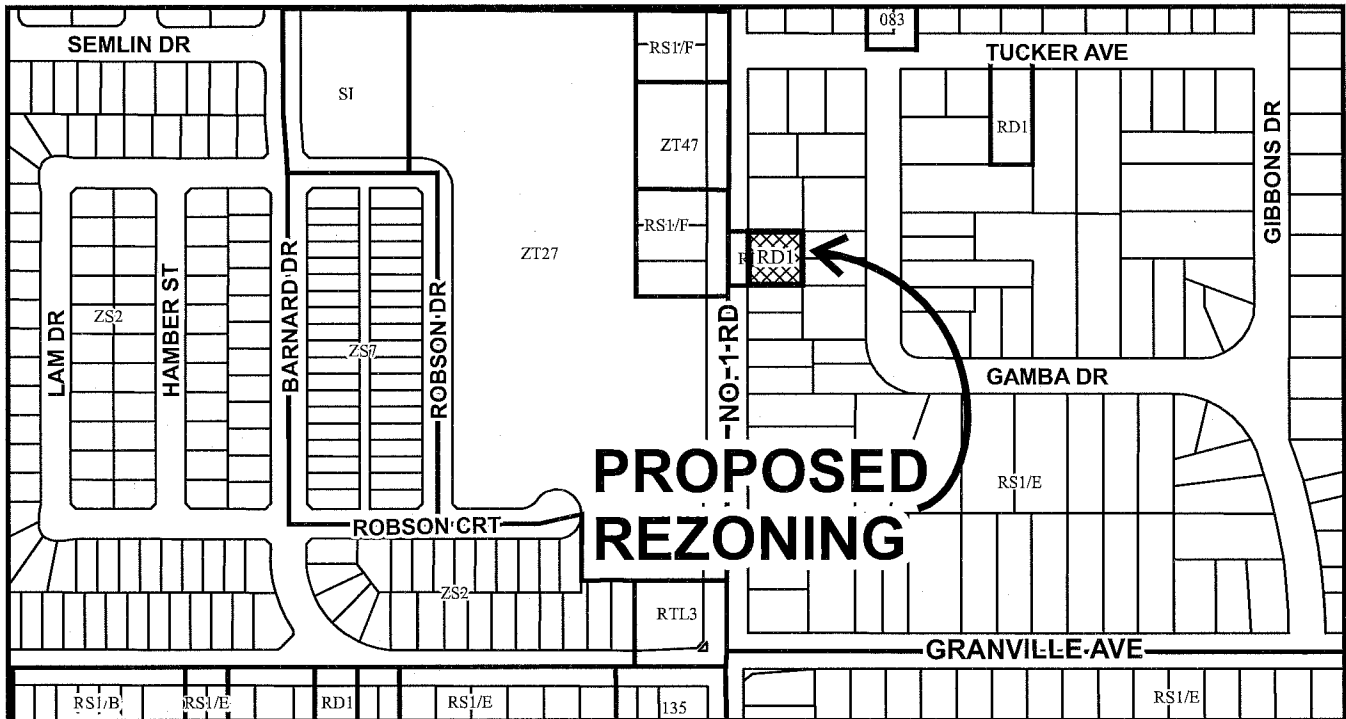 083
SEMLIN DR
RS1/F
TUCKER AVE
SI
RD1
ZT47
GIBBONS DR
RS1/F
ZT27
RD1
LAM DR
ZS2
HAMBER ST
BARNARD DR
ZS7
ROBSON DR
NO. 1 RD
GAMBA DR
PROPOSED
REZONING
RS1/E
ROBSON CRT
ZS2
RTL3
GRANVILLE AVE
RS1/B
RS1/E
RD1
RS1/E
135
RS1/E